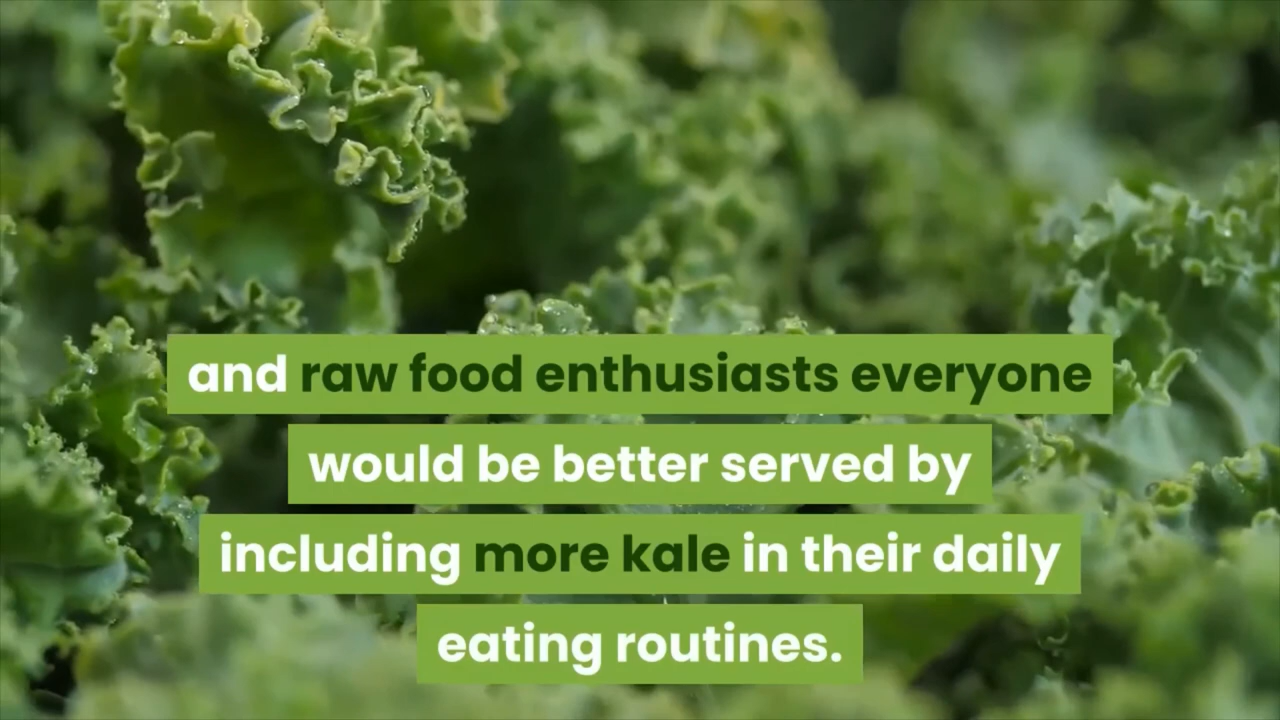 and raw food enthusiasts everyone
would be better served by
including more kale in their daily
eating routines.